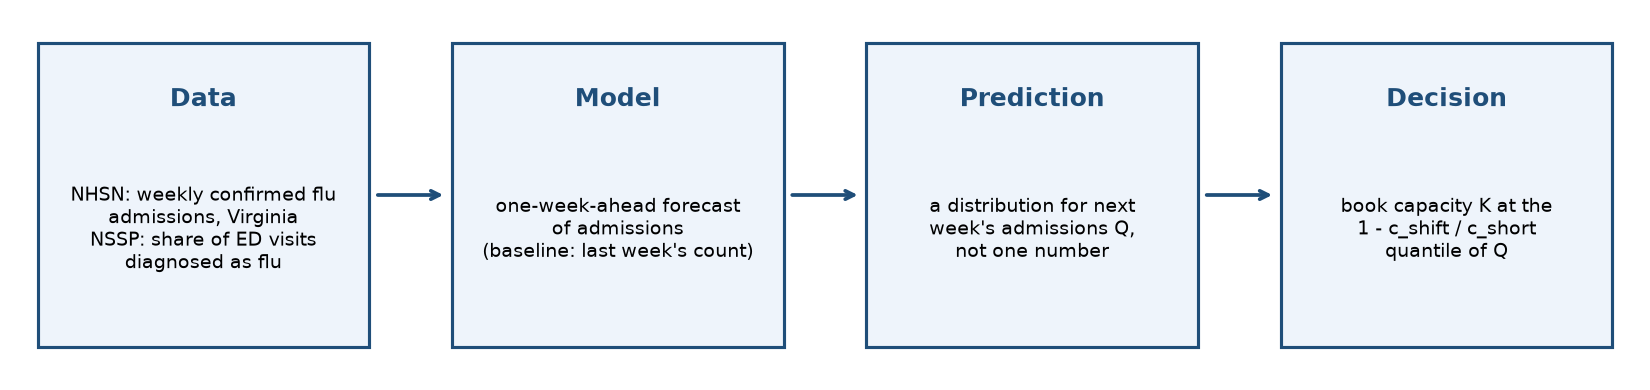 Data
NHSN: weekly confirmed flu
admissions, Virginia
NSSP: share of ED visits
diagnosed as flu
Model
one-week-ahead forecast
of admissions
(baseline: last week's count)
Prediction
a distribution for next
week's admissions Q,
not one number
Decision
book capacity K at the
1 - c_shift / c_short
quantile of Q